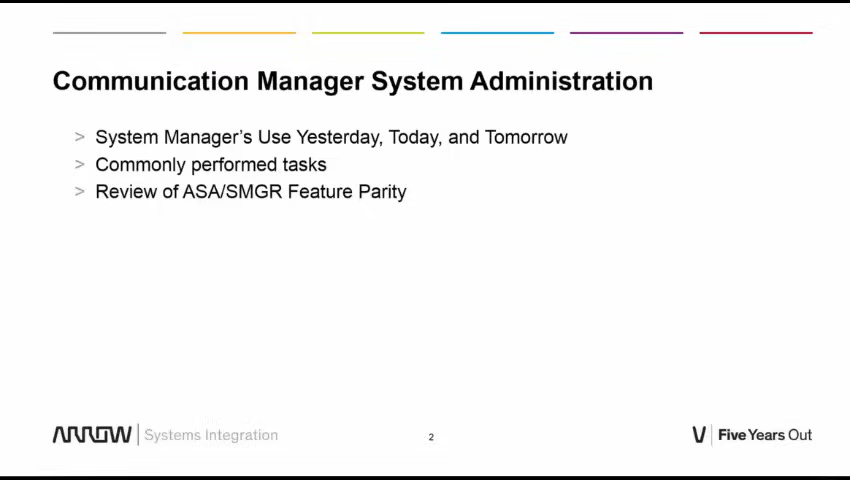 Communication Manager System Administration
> System Manager’s Use Yesterday, Today, and Tomorrow
> Commonly performed tasks
> Review of ASA/SMGR Feature Parity
ARROW Systems Integration
2
Five Years Out